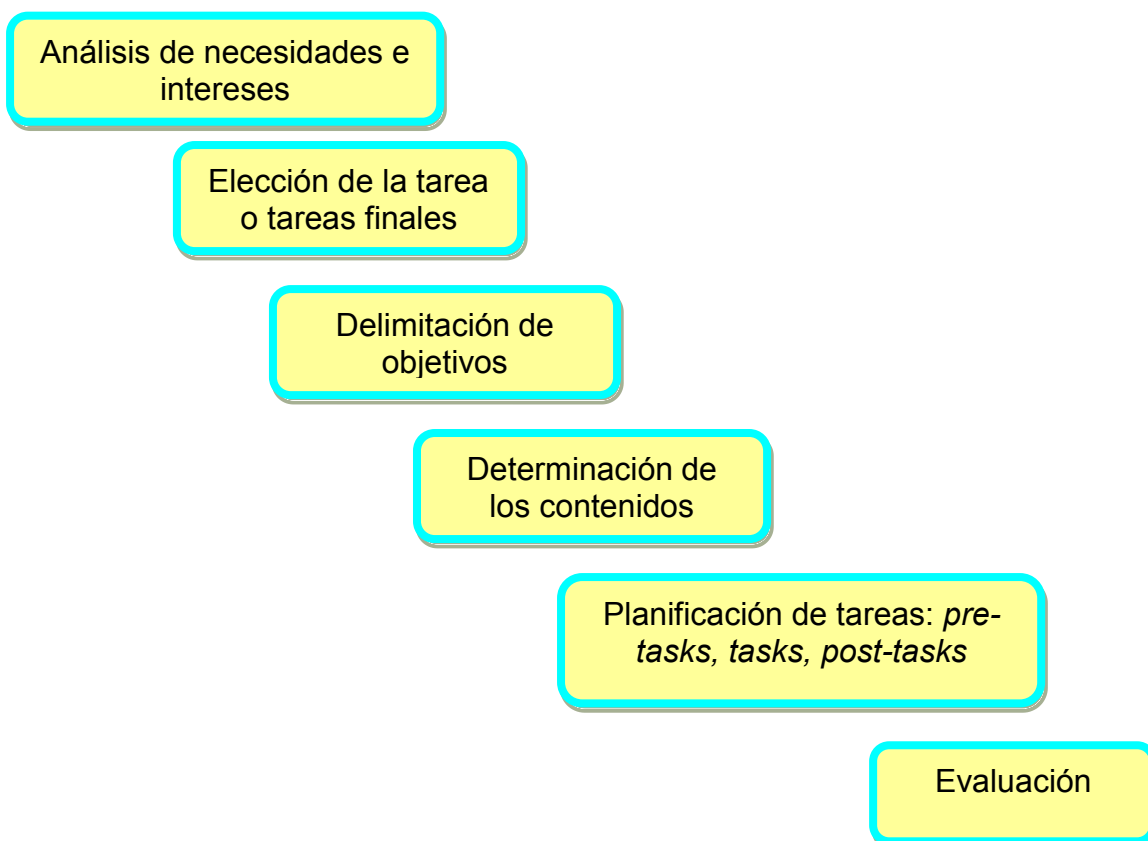 Análisis de necesidades e
intereses
Elección de la tarea
o tareas finales
Delimitación de
objetivos
Determinación de
los contenidos
Planificación de tareas: pre-
tasks, tasks, post-tasks
Evaluación